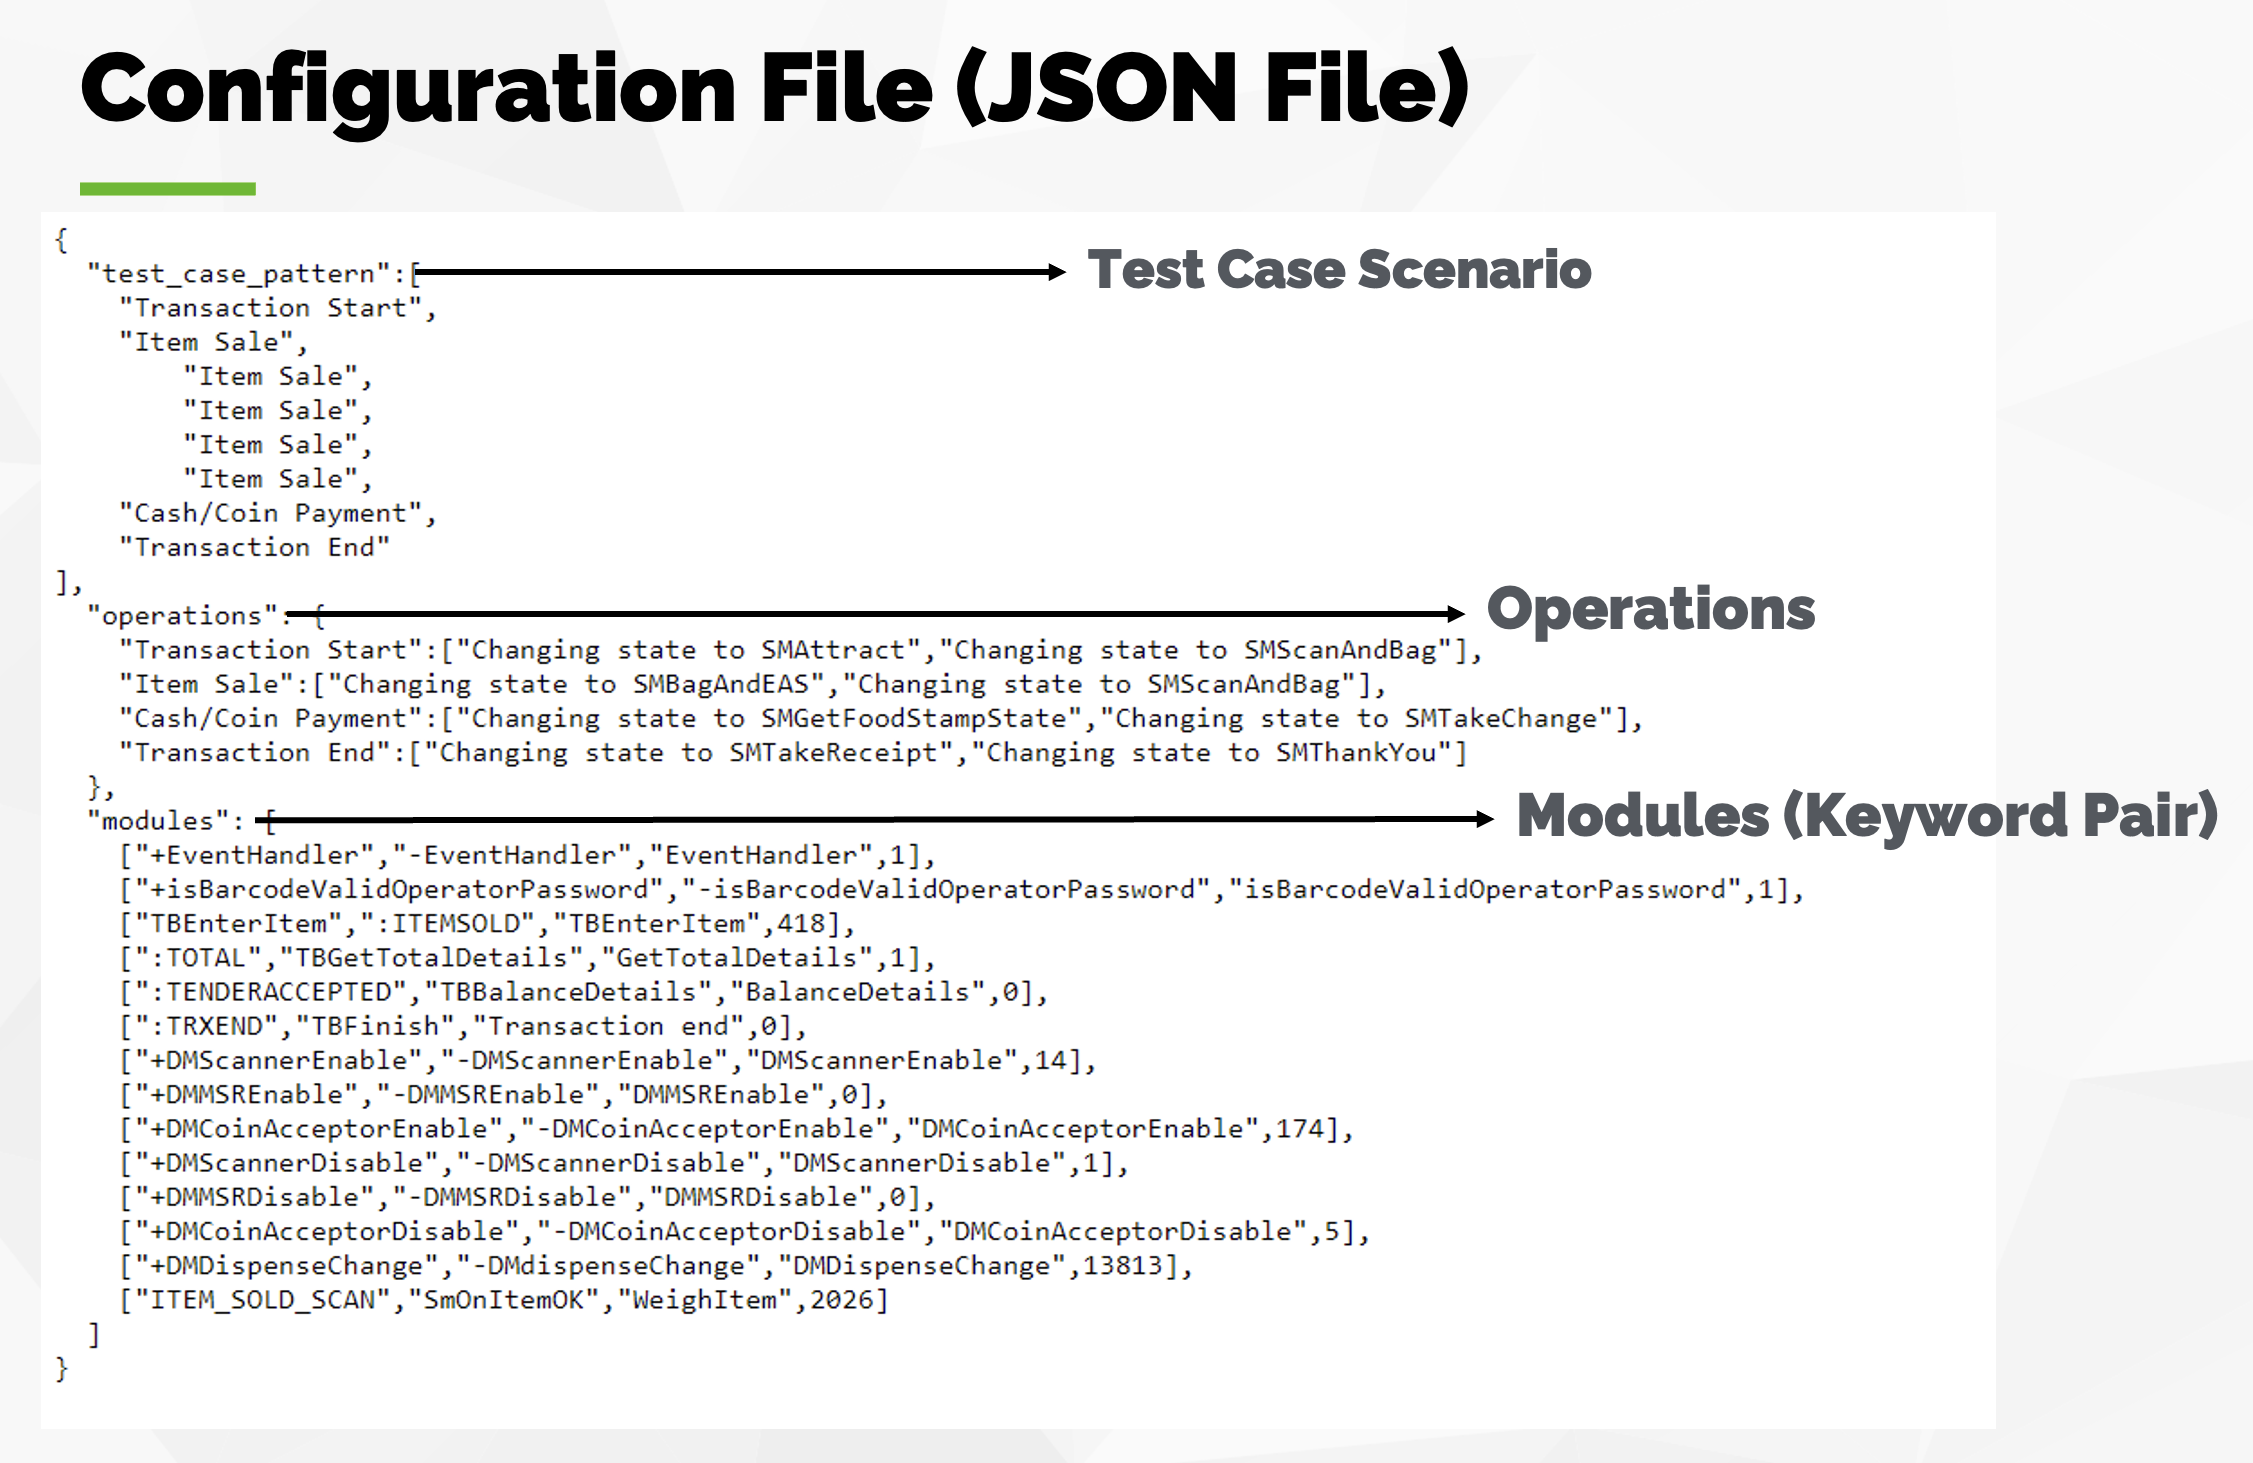 Configuration File (JSON File)
{
"test_case_pattern":[
Test Case Scenario
"Transaction Start",
"Item Sale",
"Item Sale",
"Item Sale",
"Item Sale",
"Item Sale",
"Cash/Coin Payment",
"Transaction End"
],
"operations": {
Operations
"Transaction Start":["Changing state to SMAttract","Changing state to SMScanAndBag"],
"Item Sale":["Changing state to SMBagAndEAS","Changing state to SMScanAndBag"],
"Cash/Coin Payment":["Changing state to SMGetFoodStampState","Changing state to SMTakeChange"],
"Transaction End":["Changing state to SMTakeReceipt","Changing state to SMThankYou"]
},
"modules": [
Modules (Keyword Pair)
["+EventHandler","-EventHandler","EventHandler",1],
["+isBarcodeValidOperatorPassword","-isBarcodeValidOperatorPassword","isBarcodeValidOperatorPassword",1],
["TBEnterItem",":ITEMSOLD","TBEnterItem",418],
[":TOTAL","TBGetTotalDetails","GetTotalDetails",1],
[":TENDERACCEPTED","TBBalanceDetails","BalanceDetails",0],
[":TRXEND","TBFinish","Transaction end",0],
["+DMScannerEnable","-DMScannerEnable","DMScannerEnable",14],
["+DMMSREnable","-DMMSREnable","DMMSREnable",0],
["+DMCoinAcceptorEnable","-DMCoinAcceptorEnable","DMCoinAcceptorEnable",174],
["+DMScannerDisable","-DMScannerDisable","DMScannerDisable",1],
["+DMMSRDisable","-DMMSRDisable","DMMSRDisable",0],
["+DMCoinAcceptorDisable","-DMCoinAcceptorDisable","DMCoinAcceptorDisable",5],
["+DMDispenseChange","-DMdispenseChange","DMDispenseChange",13813],
["ITEM_SOLD_SCAN","SmOnItemOK","WeighItem",2026]
]
}